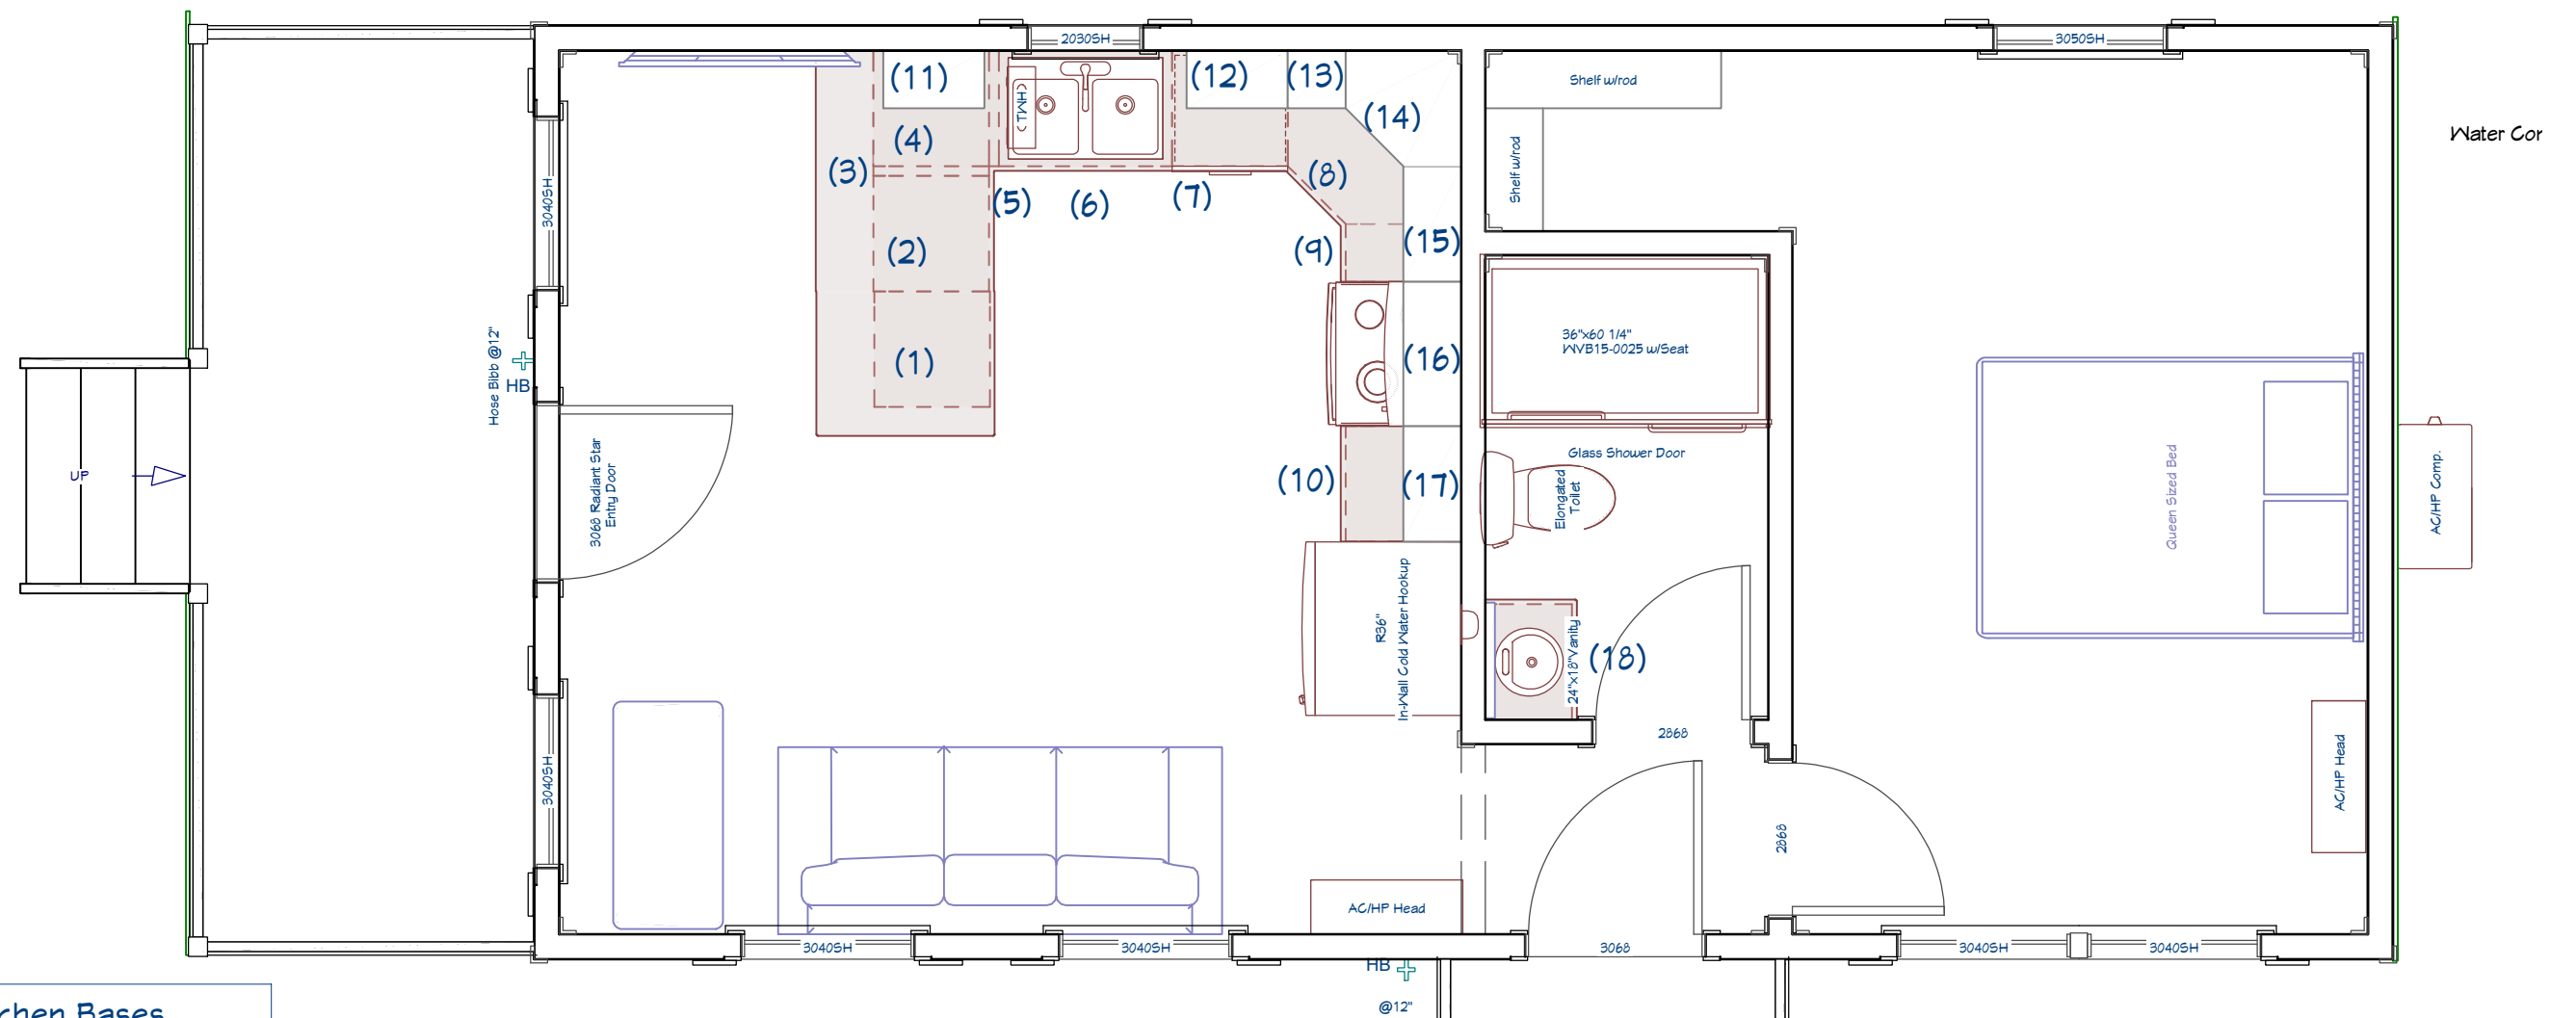 2030SH
3050SH
(11)
(12)
(13)
Shelf w/rod
TWH
(14)
Water Cor
(4)
(3)
(8)
Shelf w/rod
3040SH
(5)
(6)
(7)
(2)
(9)
(15)
Hose Bibb @12"
HB
(1)
(16)
36"x60 1/4"
WVB15-0025 w/Seat
Glass Shower Door
UP
3068 Radiant Star
Entry Door
(10)
(17)
Elongated
Toilet
Queen Sized Bed
AC/HP Comp.
R36"
In-Wall Cold Water Hookup
24"x18"Vanity
(18)
2868
3040SH
2868
AC/HP Head
AC/HP Head
3040SH
3040SH
3068
3040SH
3040SH
HB
@12"
chen Bases